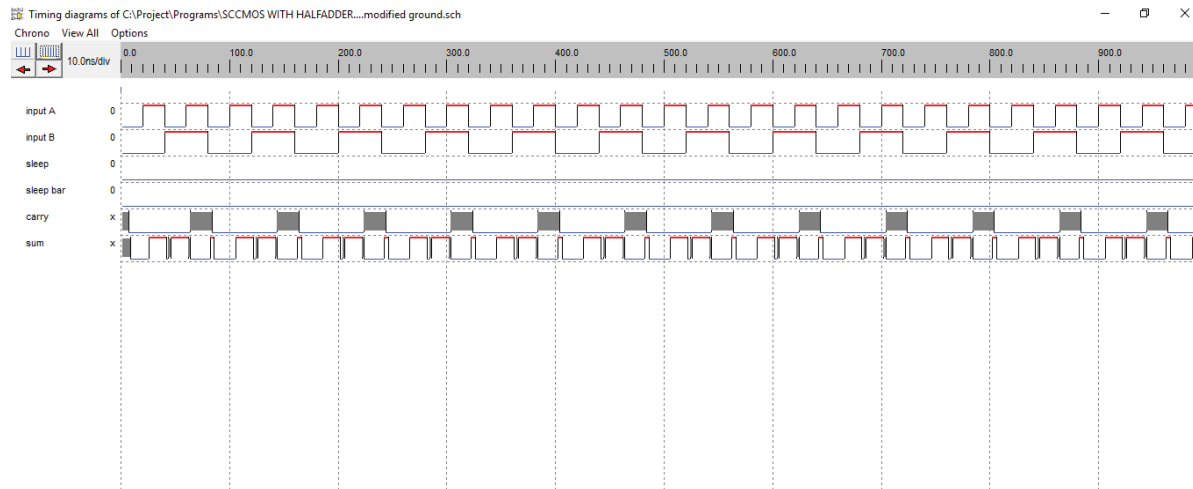 Timing diagrams of C:\Project\Programs\SCCMOS WITH HALFADDER....modified ground.sch
Chrono View All Options
10.0ns/div 0.0 100.0 200.0 300.0 400.0 500.0 600.0 700.0 800.0 900.0
input A 0
input B 0
sleep 0
sleep bar 0
carry x
sum x